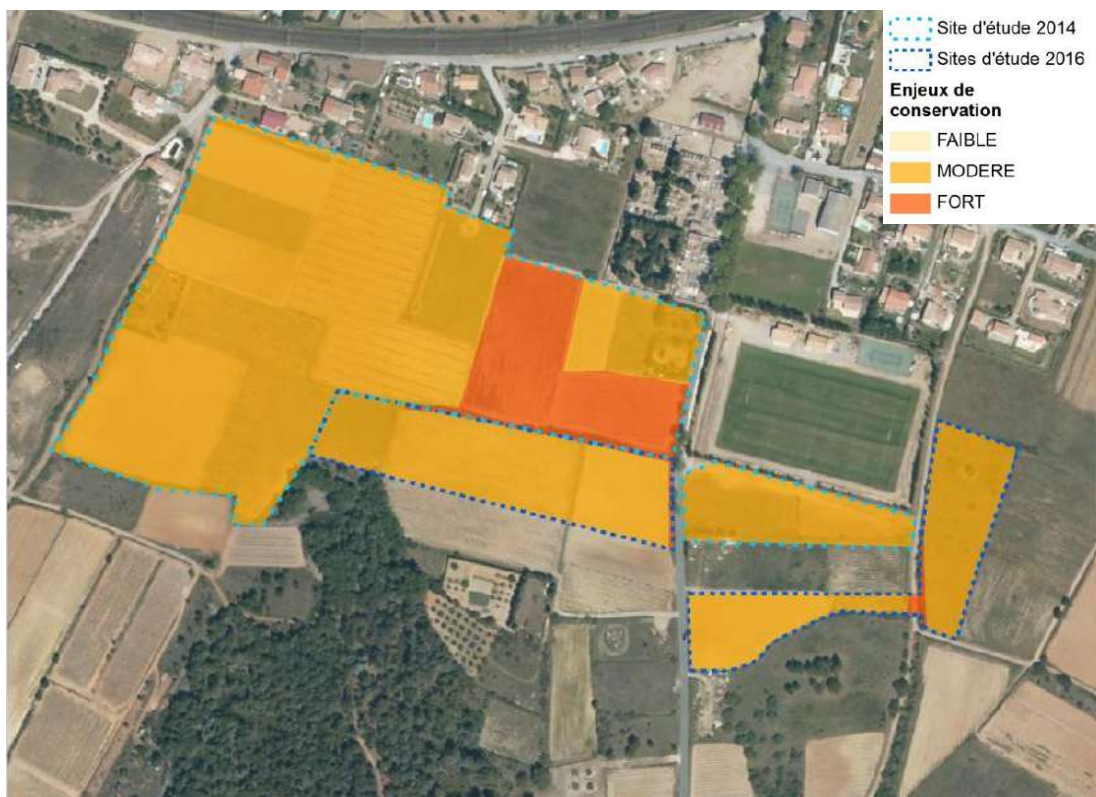 Site d'étude 2014
Sites d'étude 2016
Enjeux de
conservation
FAIBLE
MODERE
FORT